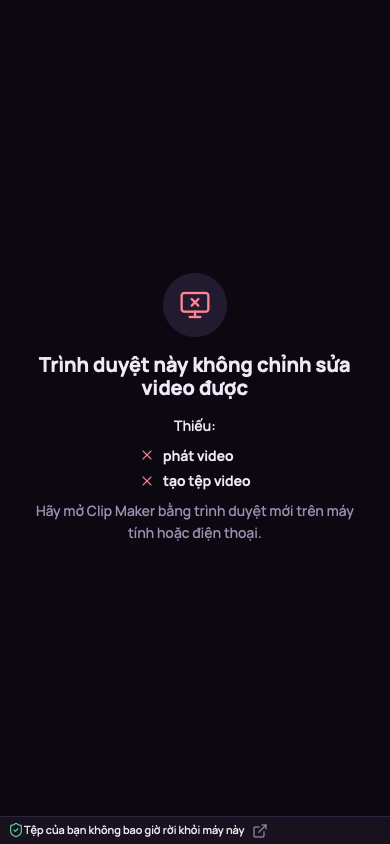 Trình duyệt này không chỉnh sửa
video được
Thiếu:
phát video
tạo tệp video
Hãy mở Clip Maker bằng trình duyệt mới trên máy
tính hoặc điện thoại.
Tệp của bạn không bao giờ rời khỏi máy này